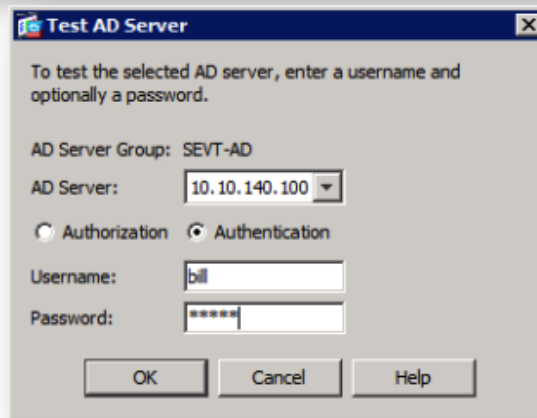 Test AD Server
To test the selected AD server, enter a username and
optionally a password.
AD Server Group: SEVT-AD
AD Server: 10.10.140.100
Authorization Authentication
Username: bill
Password: *****
OK Cancel Help